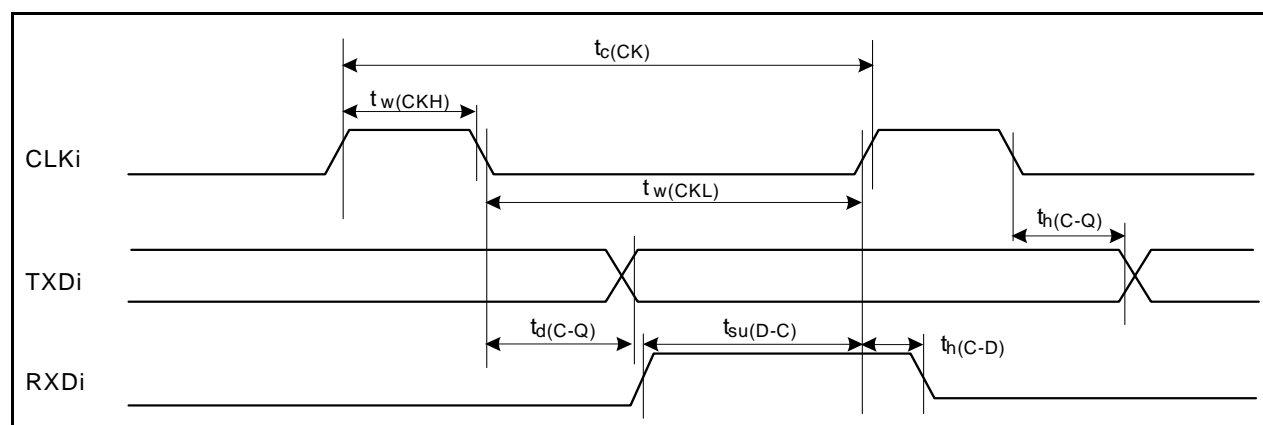 tc(CK)
tw(CKH)
CLKi
tw(CKL)
th(C-Q)
TXDi
td(C-Q)
tsu(D-C)
th(C-D)
RXDi